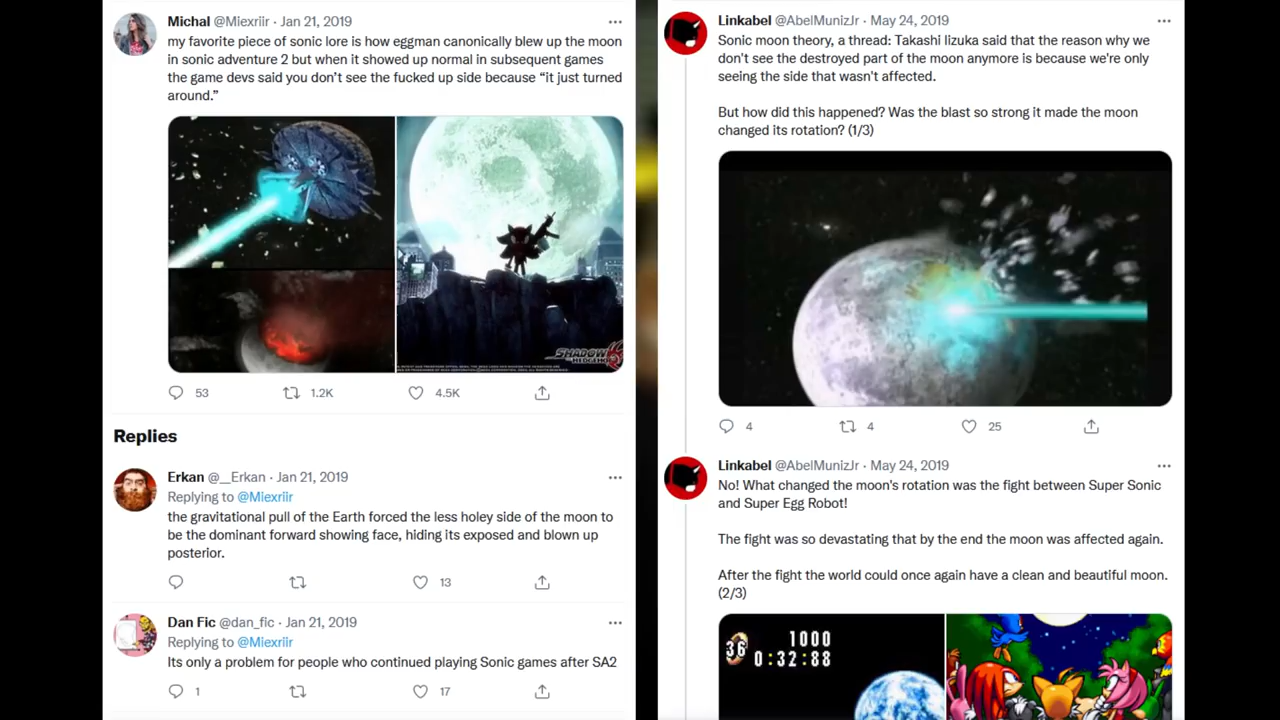 Michal @Miexriir · Jan 21, 2019
my favorite piece of sonic lore is how eggman canonically blew up the moon
in sonic adventure 2 but when it showed up normal in subsequent games
the game devs said you don't see the fucked up side because “it just turned
around.”
SHADOW
53 1.2K 4.5K
Replies
Erkan @__Erkan · Jan 21, 2019
Replying to @Miexriir
the gravitational pull of the Earth forced the less holey side of the moon to
be the dominant forward showing face, hiding its exposed and blown up
posterior.
13
Dan Fic @dan_fic · Jan 21, 2019
Replying to @Miexriir
Its only a problem for people who continued playing Sonic games after SA2
1 17
Linkabel @AbelMunizJr · May 24, 2019
Sonic moon theory, a thread: Takashi Iizuka said that the reason why we
don't see the destroyed part of the moon anymore is because we're only
seeing the side that wasn't affected.
But how did this happened? Was the blast so strong it made the moon
changed its rotation? (1/3)
4 4 25
Linkabel @AbelMunizJr · May 24, 2019
No! What changed the moon's rotation was the fight between Super Sonic
and Super Egg Robot!
The fight was so devastating that by the end the moon was affected again.
After the fight the world could once again have a clean and beautiful moon.
(2/3)
36 1000
0:32:88